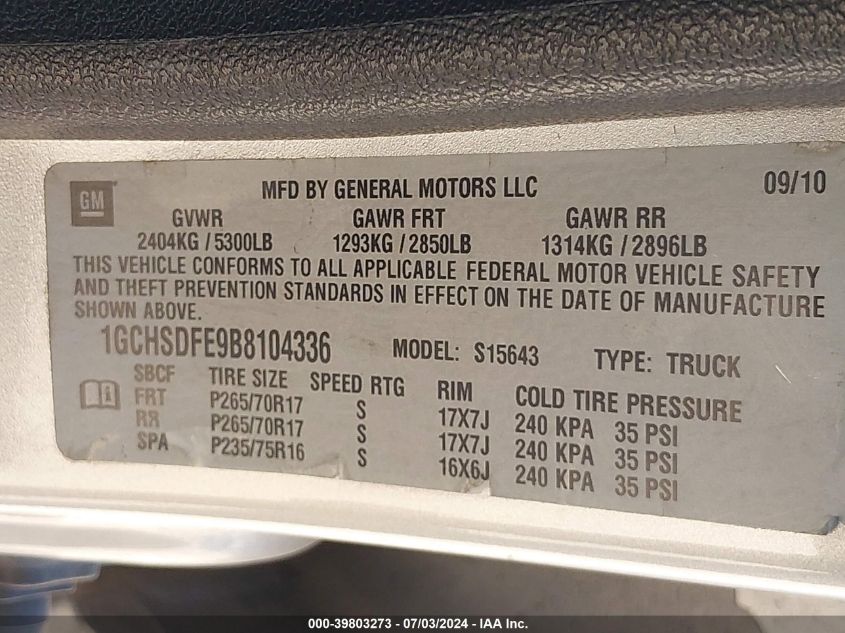 GM
MFD BY GENERAL MOTORS LLC 09/10
GVWR GAWR FRT GAWR RR
2404KG / 5300LB 1293KG / 2850LB 1314KG / 2896LB
THIS VEHICLE CONFORMS TO ALL APPLICABLE FEDERAL MOTOR VEHICLE SAFETY
AND THEFT PREVENTION STANDARDS IN EFFECT ON THE DATE OF MANUFACTURE
SHOWN ABOVE.
1GCHSDFE9B8104336 MODEL: S15643 TYPE: TRUCK
SBCF TIRE SIZE SPEED RTG RIM COLD TIRE PRESSURE
FRT P265/70R17 S 17X7J 240 KPA 35 PSI
RR P265/70R17 S 17X7J 240 KPA 35 PSI
SPA P235/75R16 S 16X6J 240 KPA 35 PSI
000-39803273 - 07/03/2024 - IAA Inc.